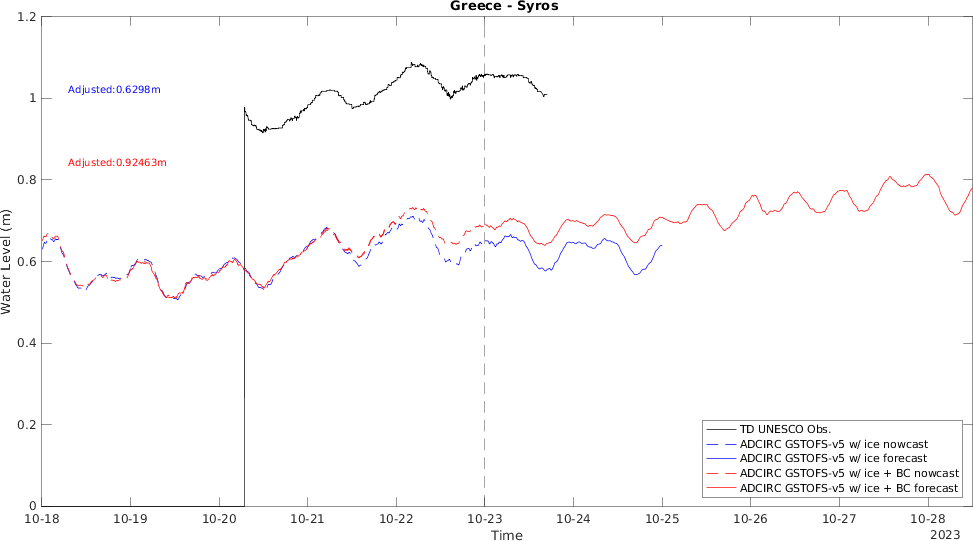 Greece - Syros
1.2
1
0.8
0.6
0.4
0.2
0
Water Level (m)
Adjusted:0.6298m
Adjusted:0.92463m
TD UNESCO Obs.
ADCIRC GSTOFS-v5 w/ ice nowcast
ADCIRC GSTOFS-v5 w/ ice forecast
ADCIRC GSTOFS-v5 w/ ice + BC nowcast
ADCIRC GSTOFS-v5 w/ ice + BC forecast
10-18 10-19 10-20 10-21 10-22 10-23 10-24 10-25 10-26 10-27 10-28
Time
2023